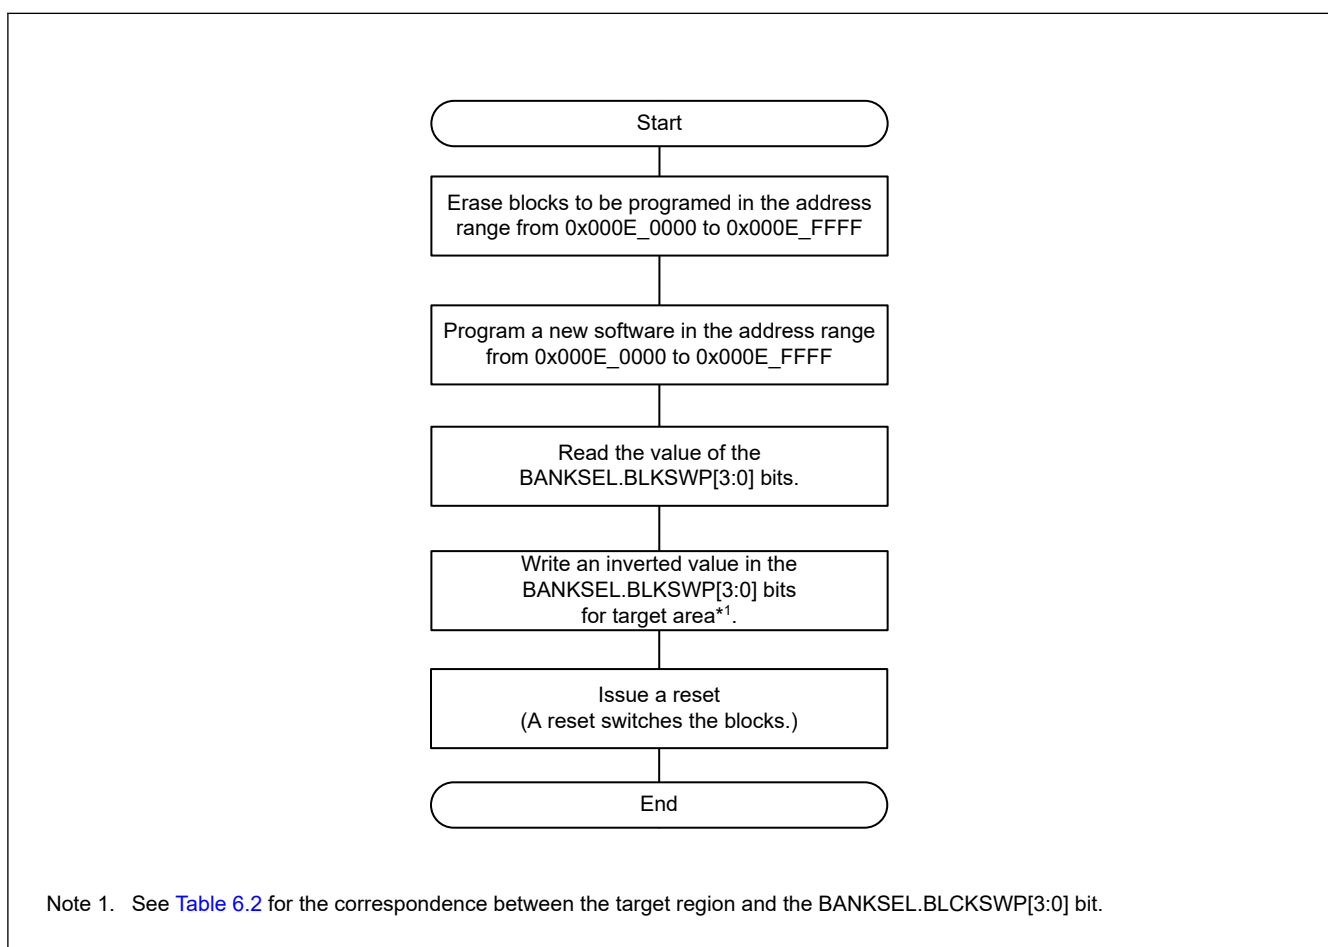 Start
Erase blocks to be programed in the address
range from 0x000E_0000 to 0x000E_FFFF
Program a new software in the address range
from 0x000E_0000 to 0x000E_FFFF
Read the value of the
BANKSEL.BLKSWP[3:0] bits.
Write an inverted value in the
BANKSEL.BLKSWP[3:0] bits
for target area*1.
Issue a reset
(A reset switches the blocks.)
End
Note 1. See Table 6.2 for the correspondence between the target region and the BANKSEL.BLCKSWP[3:0] bit.